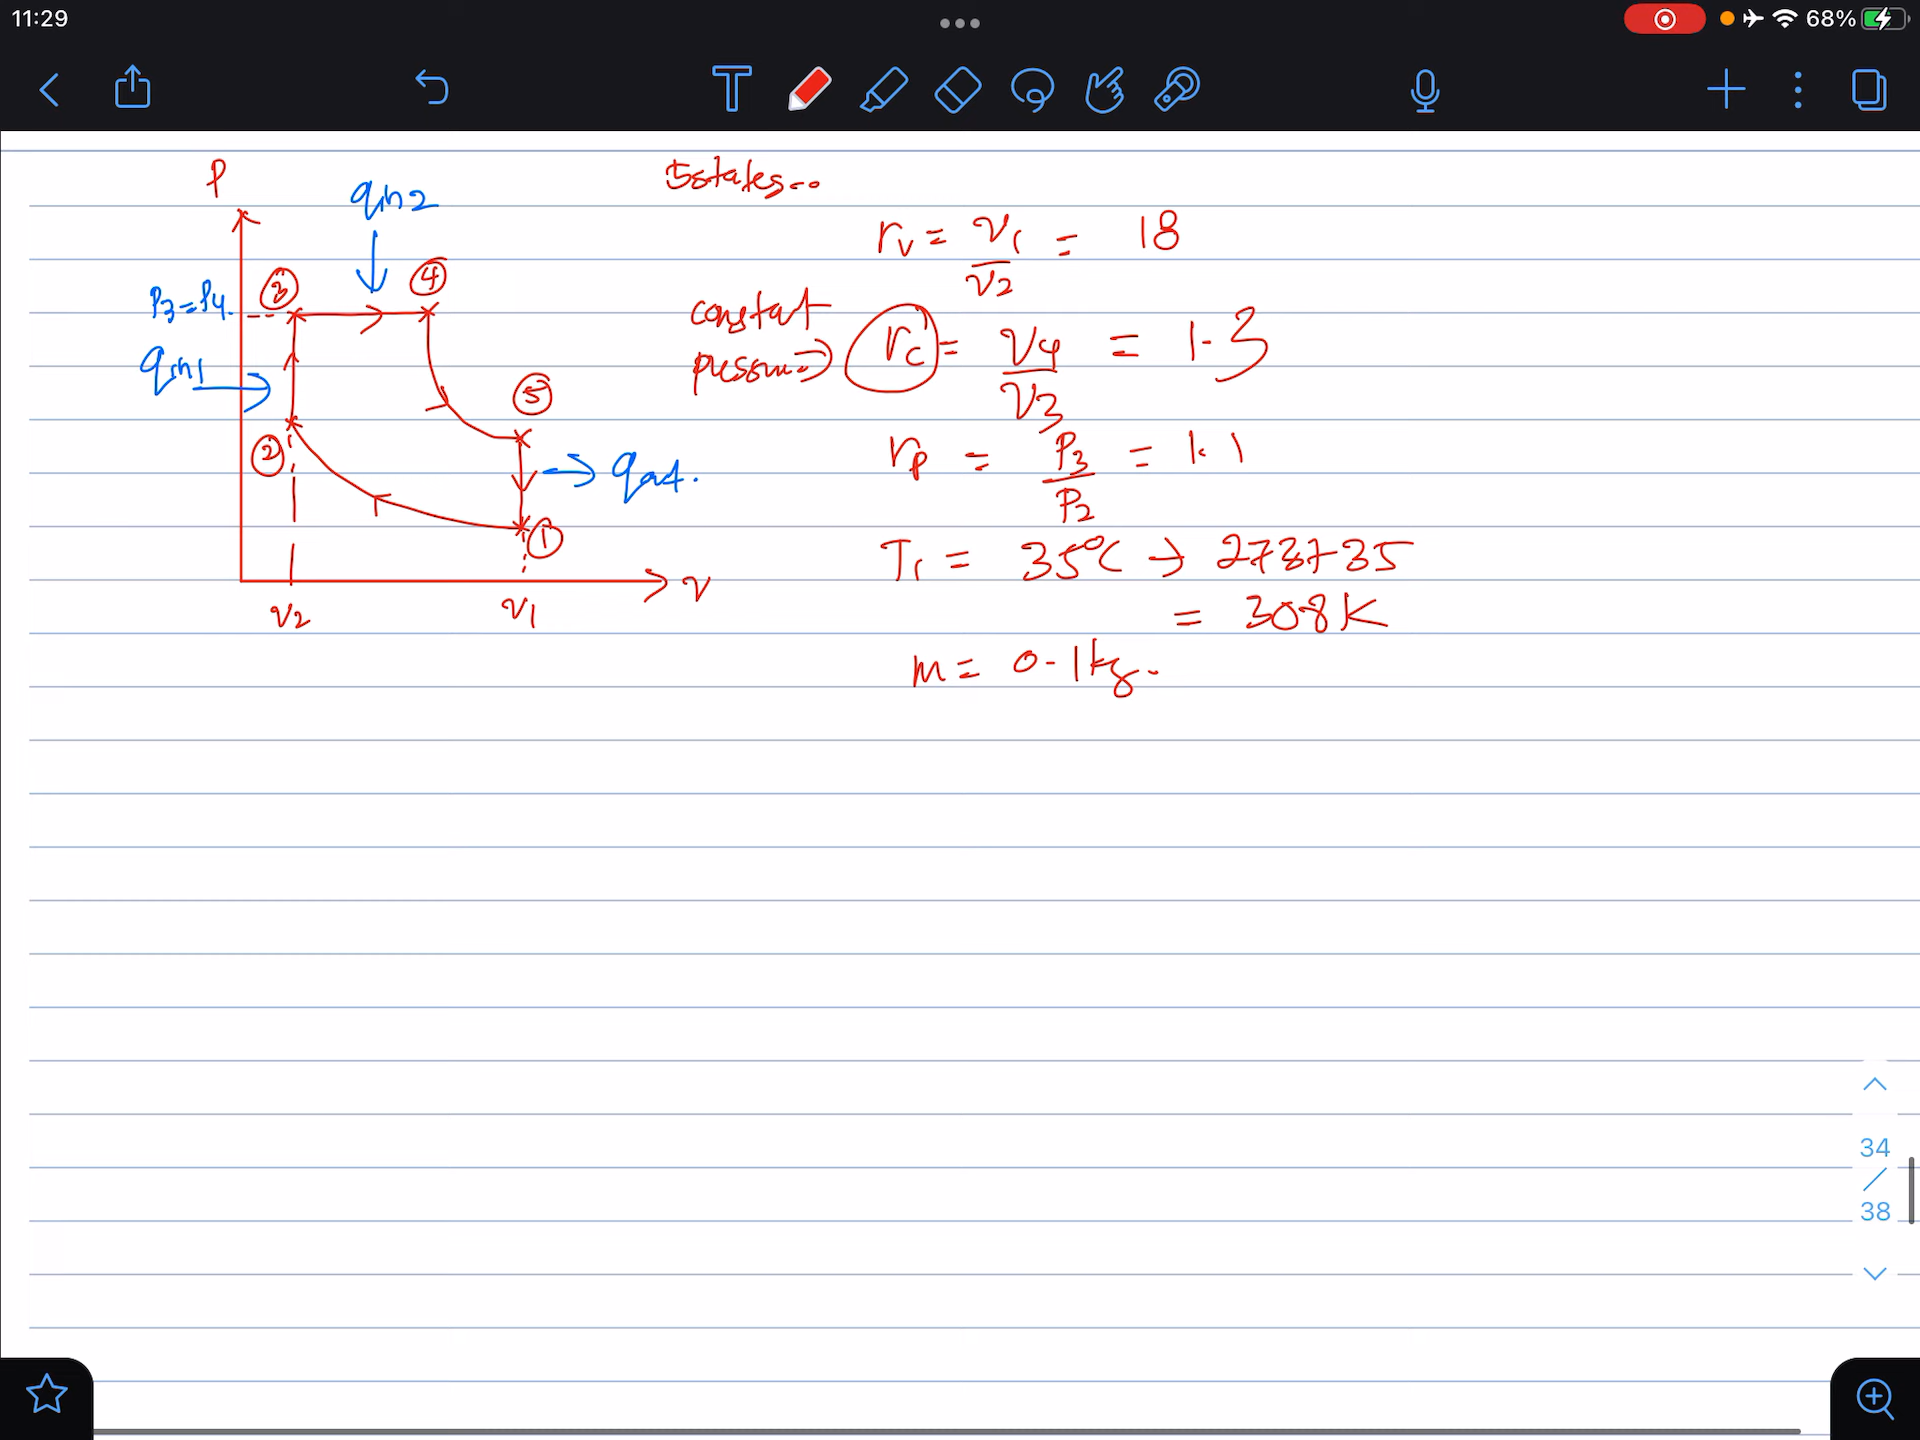 11:29
68%
T
P
qin2
5states...
rv = v1/v2 = 18
③
④
P3=P4.
constant
pressure ⇒ rc = v4/v3 = 1.3
qin1
⑤
②
rp = P3/P2 = 1.1
→ qout.
①
T1 = 35°C → 273+35
v
v2
v1
= 308K
m = 0.1kg.
34
/
38